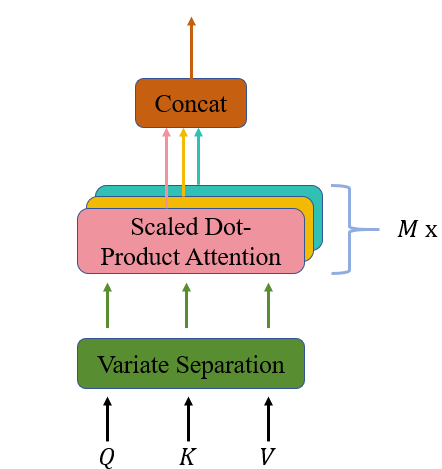 Concat
Scaled Dot-
Product Attention
M x
Variate Separation
Q K V